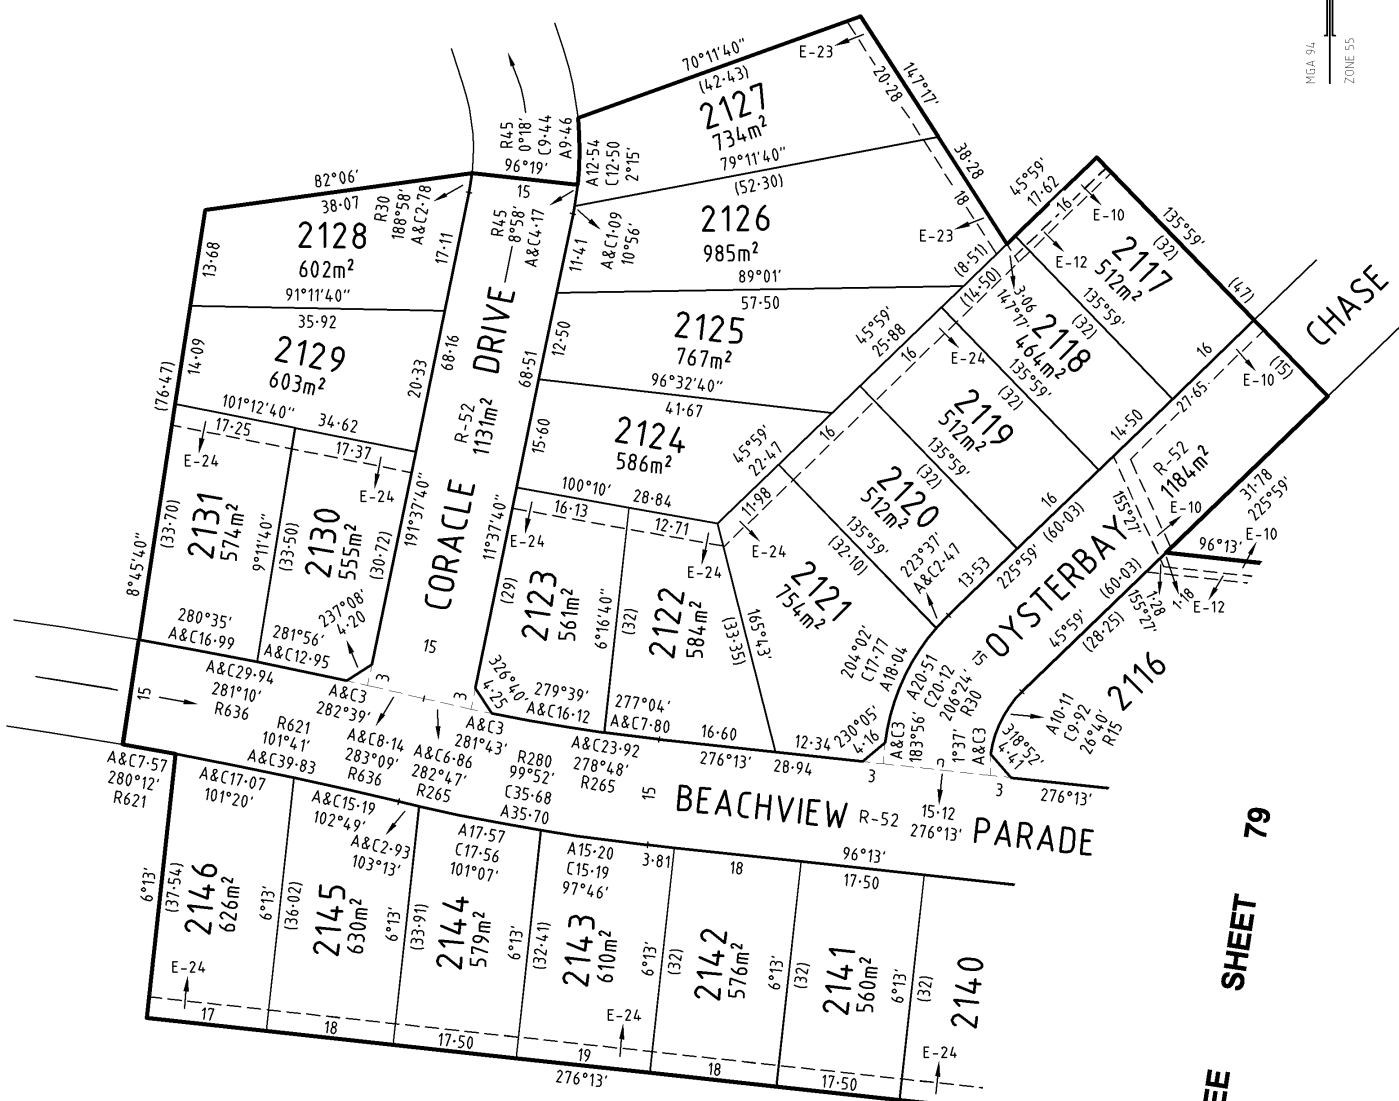 MGA 94
ZONE 55
70°11'40"
(42·43)
2127
734m²
79°11'40"
(52·30)
E-23
20·28
147°17'
38·28
18
E-23
R45
0°18'
C9·44
A9·46
A12·54
C12·50
2°15'
96°19'
15
82°06'
38·07
R30
188°58'
A&C2·78
2128
602m²
91°11'40"
13·68
17·11
R45
8°58'
A&C4·17
A&C1·09
10°56'
11·41
2126
985m²
89°01'
57·50
(8·51)
(14·50)
45°59'
17·62
16
E-10
E-12
2117
512m²
135°59'
(32)
(47)
135°59'
(32)
3·06
147°17'
2118
464m²
135°59'
(32)
CHASE
16
E-10
(15)
27·65
35·92
2129
603m²
101°12'40"
34·62
14·09
20·33
(76·47)
68·16
CORACLE DRIVE
R-52
1131m²
68·51
12·50
2125
767m²
96°32'40"
41·67
45°59'
25·88
16
E-24
2119
512m²
135°59'
(32)
14·50
2124
586m²
100°10'
28·84
15·60
45°59'
22·47
16
2120
512m²
135°59'
(32·10)
16
(60·03)
225°59'
R-52
1184m²
155°27'
E-10
31·78
225°59'
96°13'
E-10
E-12
17·25
E-24
17·37
E-24
2131
574m²
(33·70)
9°11'40"
(33·50)
2130
555m²
(30·72)
191°37'40"
11°37'40"
8°45'40"
280°35'
A&C16·99
281°56'
A&C12·95
237°08'
4·20
15
16·13
E-24
12·71
E-24
11·98
E-24
2123
561m²
(29)
6°16'40"
(32)
2122
584m²
165°43'
(33·35)
2121
754m²
223°37'
A&C2·47
13·53
204°02'
C17·77
A18·04
A20·51
C20·12
206°24'
R30
15
OYSTERBAY
45°59'
(60·03)
(28·25)
155°27'
1·28
1·18
2116
A10·11
C9·92
26°40'
R15
318°52'
4·41
326°40'
4·25
279°39'
A&C16·12
277°04'
A&C7·80
16·60
12·34
230°05'
4·16
A&C3
183°56'
1°37'
A&C3
3
3
276°13'
15
A&C29·94
281°10'
R636
3
A&C3
282°39'
3
A&C3
281°43'
R621
101°41'
A&C39·83
A&C8·14
283°09'
R636
A&C6·86
282°47'
R265
R280
99°52'
C35·68
A35·70
A&C23·92
278°48'
R265
276°13'
28·94
15
BEACHVIEW R-52 PARADE
15·12
276°13'
A&C7·57
280°12'
R621
A&C17·07
101°20'
A&C15·19
102°49'
A&C2·93
103°13'
A17·57
C17·56
101°07'
A15·20
C15·19
97°46'
3·81
18
96°13'
17·50
6°13'
(37·54)
2146
626m²
6°13'
(36·02)
2145
630m²
6°13'
(33·91)
2144
579m²
6°13'
(32·41)
2143
610m²
6°13'
(32)
2142
576m²
6°13'
(32)
2141
560m²
6°13'
(32)
2140
E-24
17
18
17·50
E-24
19
18
17·50
E-24
276°13'
SHEET 79